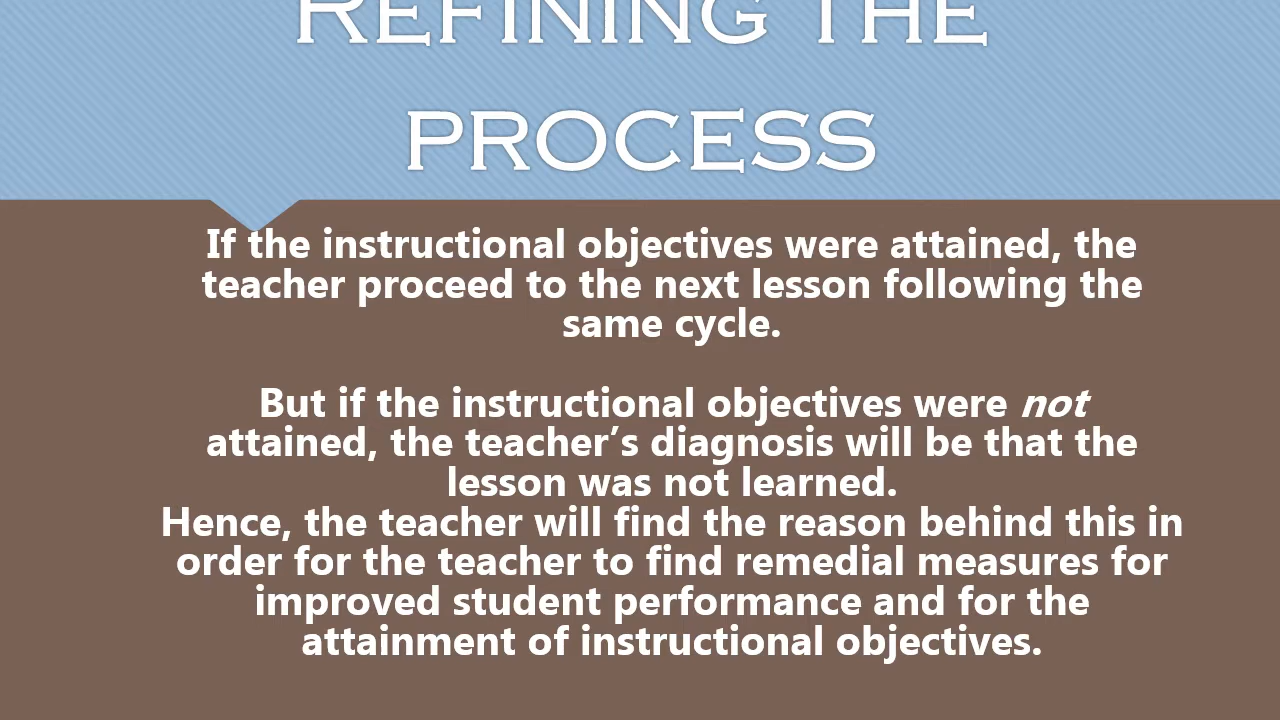 REFINING THE
PROCESS
If the instructional objectives were attained, the
teacher proceed to the next lesson following the
same cycle.
But if the instructional objectives were not
attained, the teacher’s diagnosis will be that the
lesson was not learned.
Hence, the teacher will find the reason behind this in
order for the teacher to find remedial measures for
improved student performance and for the
attainment of instructional objectives.